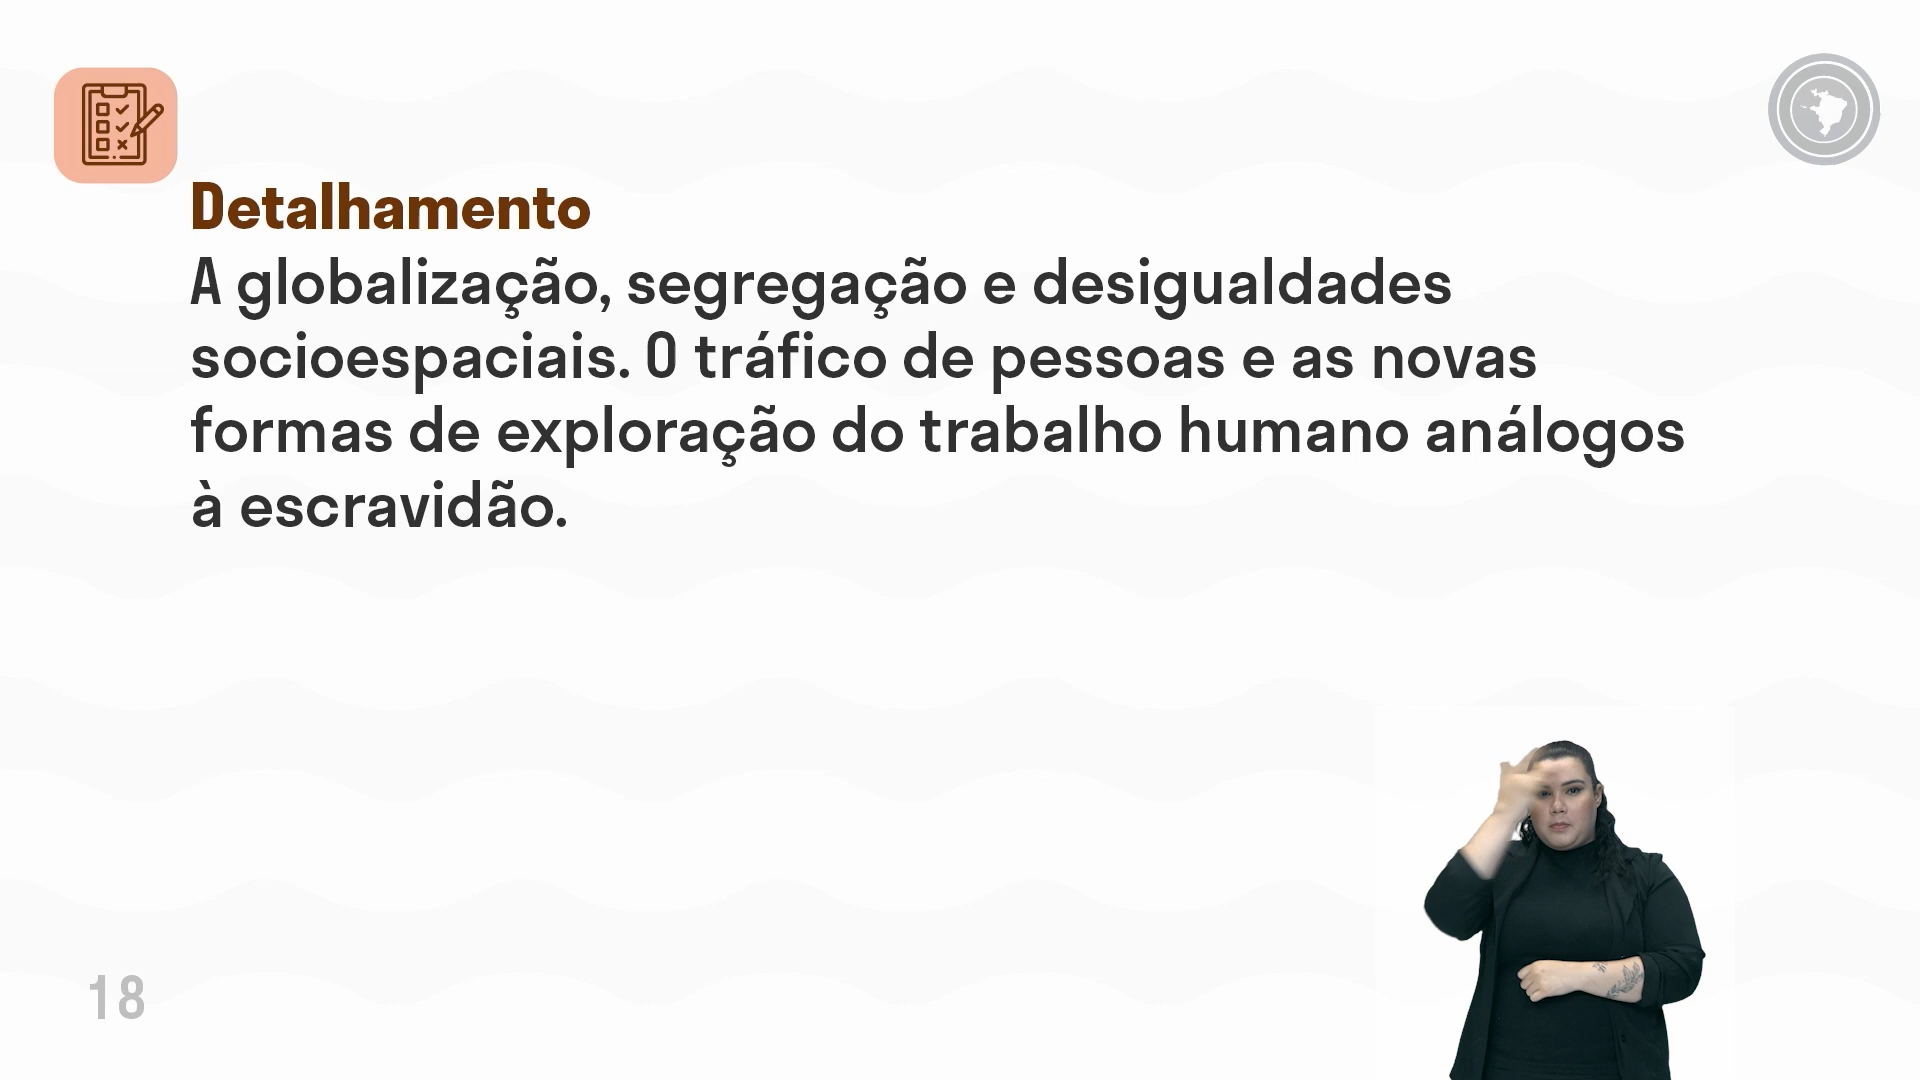 Detalhamento
A globalização, segregação e desigualdades
socioespaciais. O tráfico de pessoas e as novas
formas de exploração do trabalho humano análogos
à escravidão.
18